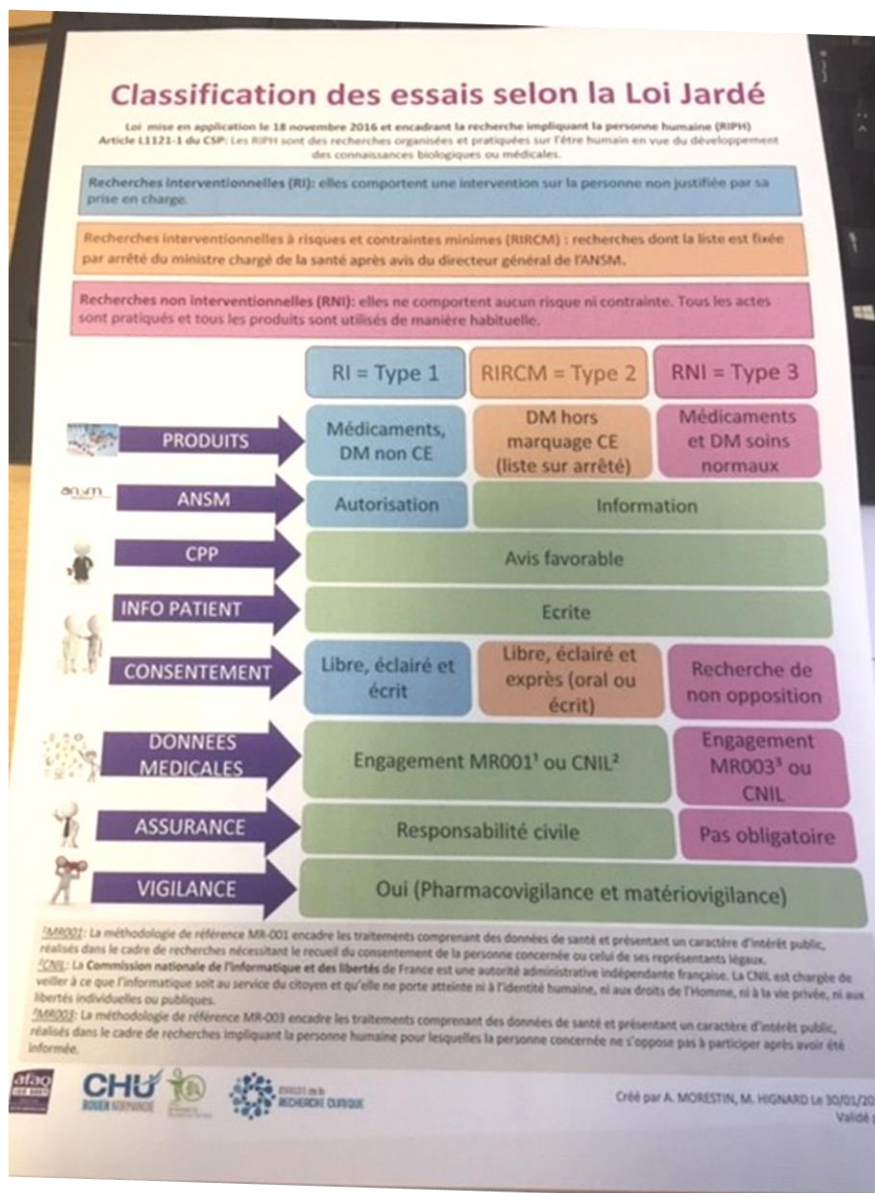 Classification des essais selon la Loi Jardé
Loi mise en application le 18 novembre 2016 et encadrant la recherche impliquant la personne humaine (RIPH)
Article L1121-1 du CSP: Les RIPH sont des recherches organisées et pratiquées sur l'être humain en vue du développement
des connaissances biologiques ou médicales.
Recherches interventionnelles (RI): elles comportent une intervention sur la personne non justifiée par sa
prise en charge.
Recherches interventionnelles à risques et contraintes minimes (RIRCM) : recherches dont la liste est fixée
par arrêté du ministre chargé de la santé après avis du directeur général de l'ANSM.
Recherches non interventionnelles (RNI): elles ne comportent aucun risque ni contrainte. Tous les actes
sont pratiqués et tous les produits sont utilisés de manière habituelle.
RI = Type 1
RIRCM = Type 2
RNI = Type 3
PRODUITS
Médicaments,
DM non CE
DM hors
marquage CE
(liste sur arrêté)
Médicaments
et DM soins
normaux
ansm
ANSM
Autorisation
Information
CPP
Avis favorable
INFO PATIENT
Ecrite
CONSENTEMENT
Libre, éclairé et
écrit
Libre, éclairé et
exprès (oral ou
écrit)
Recherche de
non opposition
DONNEES
MEDICALES
Engagement MR001¹ ou CNIL²
Engagement
MR003³ ou
CNIL
ASSURANCE
Responsabilité civile
Pas obligatoire
VIGILANCE
Oui (Pharmacovigilance et matériovigilance)
¹MR001: La méthodologie de référence MR-001 encadre les traitements comprenant des données de santé et présentant un caractère d'intérêt public,
réalisés dans le cadre de recherches nécessitant le recueil du consentement de la personne concernée ou celui de ses représentants légaux.
²CNIL: La Commission nationale de l'informatique et des libertés de France est une autorité administrative indépendante française. La CNIL est chargée de
veiller à ce que l'informatique soit au service du citoyen et qu'elle ne porte atteinte ni à l'identité humaine, ni aux droits de l'Homme, ni à la vie privée, ni aux
libertés individuelles ou publiques.
³MR003: La méthodologie de référence MR-003 encadre les traitements comprenant des données de santé et présentant un caractère d'intérêt public,
réalisés dans le cadre de recherches impliquant la personne humaine pour lesquelles la personne concernée ne s'oppose pas à participer après avoir été
informée.
afaq
CHU
ROUEN NORMANDIE
RECHERCHE CLINIQUE
Créé par A. MORESTIN, M. HIGNARD Le 30/01/20
Validé